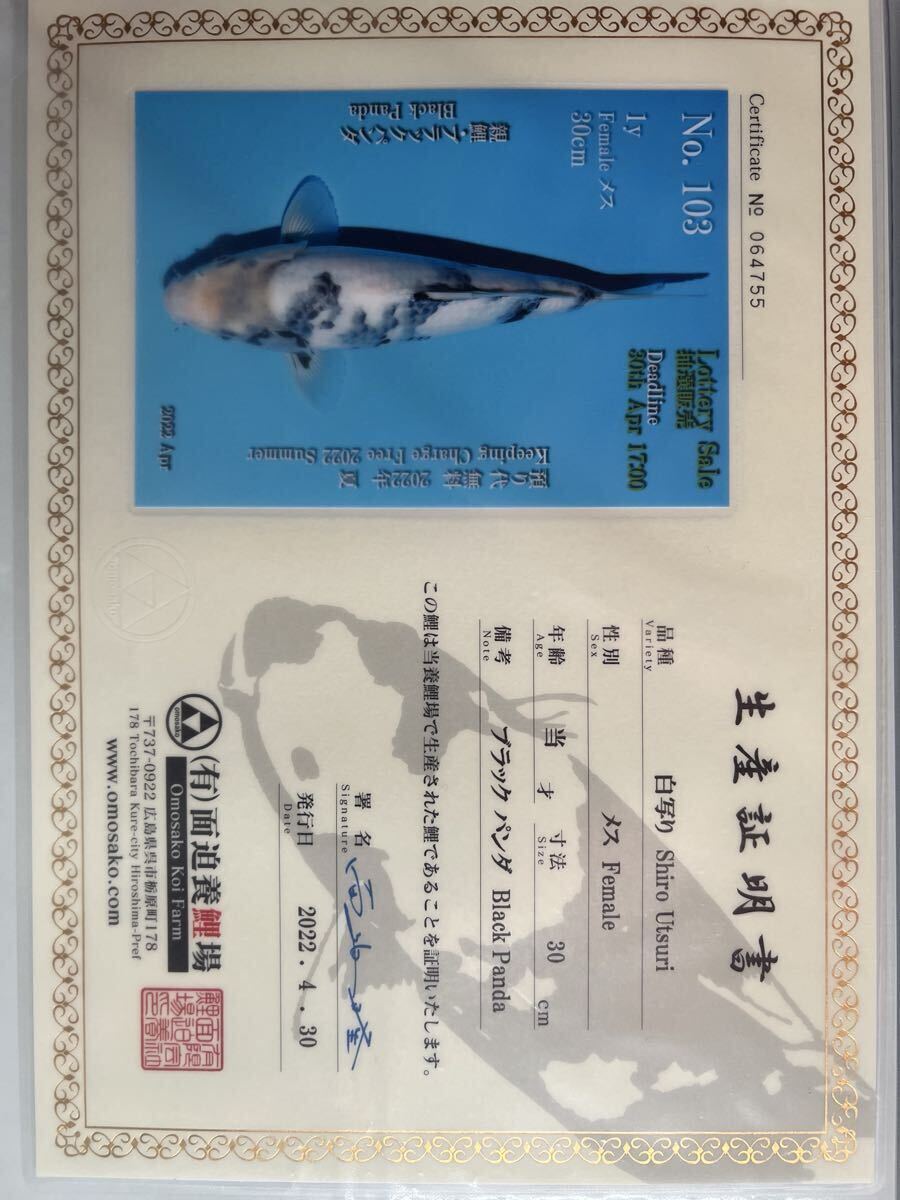 Certificate № 064755
No. 103
1y
Female メス
30cm
親鯉・ブラックパンダ
Black Panda
Lottery Sale
抽選販売
Deadline
30th Apr 17:00
預り代 無料 2022年 夏
Keeping Charge Free 2022 Summer
2022 Apr
生産証明書
品種 白写り Shiro Utsuri
Variety
性別 メス Female
Sex
年齢 当 才 寸法 30 cm
Age Size
備考 ブラック パンダ Black Panda
Note
この鯉は当養鯉場で生産された鯉であることを証明いたします。
署 名
Signature
発行日 2022. 4. 30
Date
omosako
(有)面迫養鯉場
Omosako Koi Farm
〒737-0922 広島県呉市栃原町178
178 Tochibara Kure-city Hiroshima-Pref
www.omosako.com